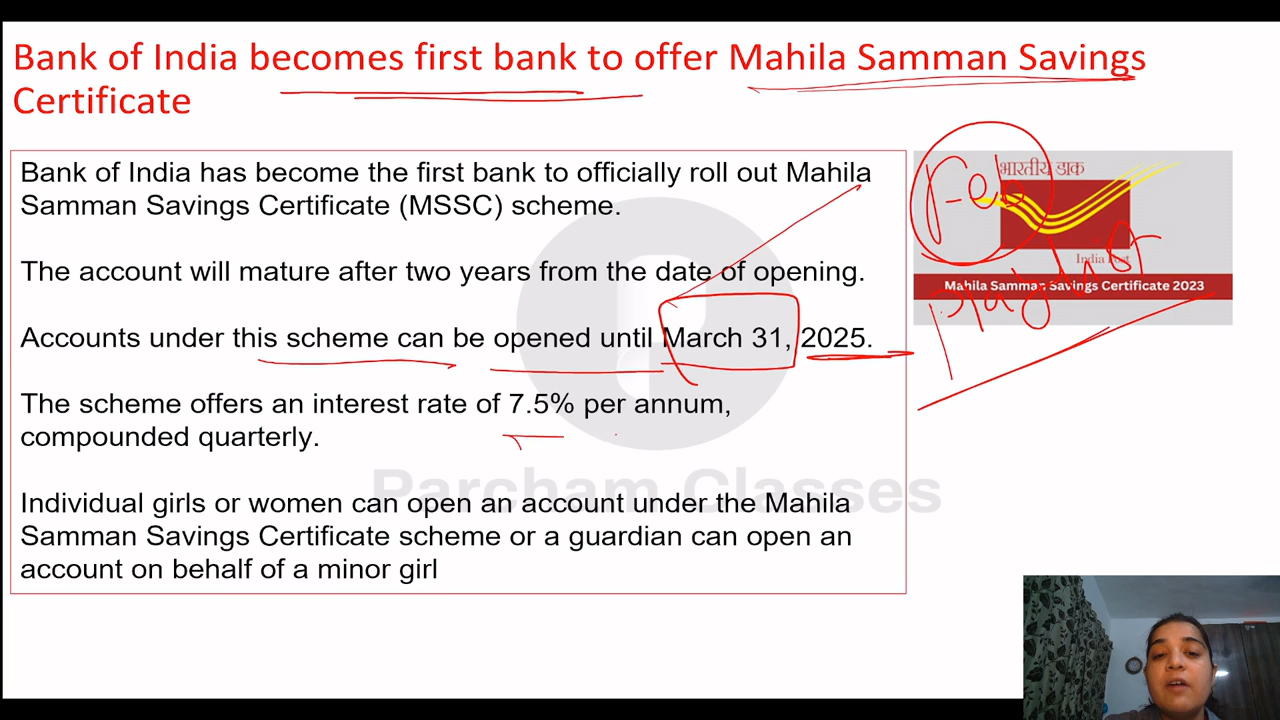 Bank of India becomes first bank to offer Mahila Samman Savings
Certificate
Bank of India has become the first bank to officially roll out Mahila
Samman Savings Certificate (MSSC) scheme.
The account will mature after two years from the date of opening.
Accounts under this scheme can be opened until March 31, 2025.
The scheme offers an interest rate of 7.5% per annum,
compounded quarterly.
Individual girls or women can open an account under the Mahila
Samman Savings Certificate scheme or a guardian can open an
account on behalf of a minor girl
Parcham Classes
भारतीय डाक
Feb
India Post
Mahila Samman Savings Certificate 2023